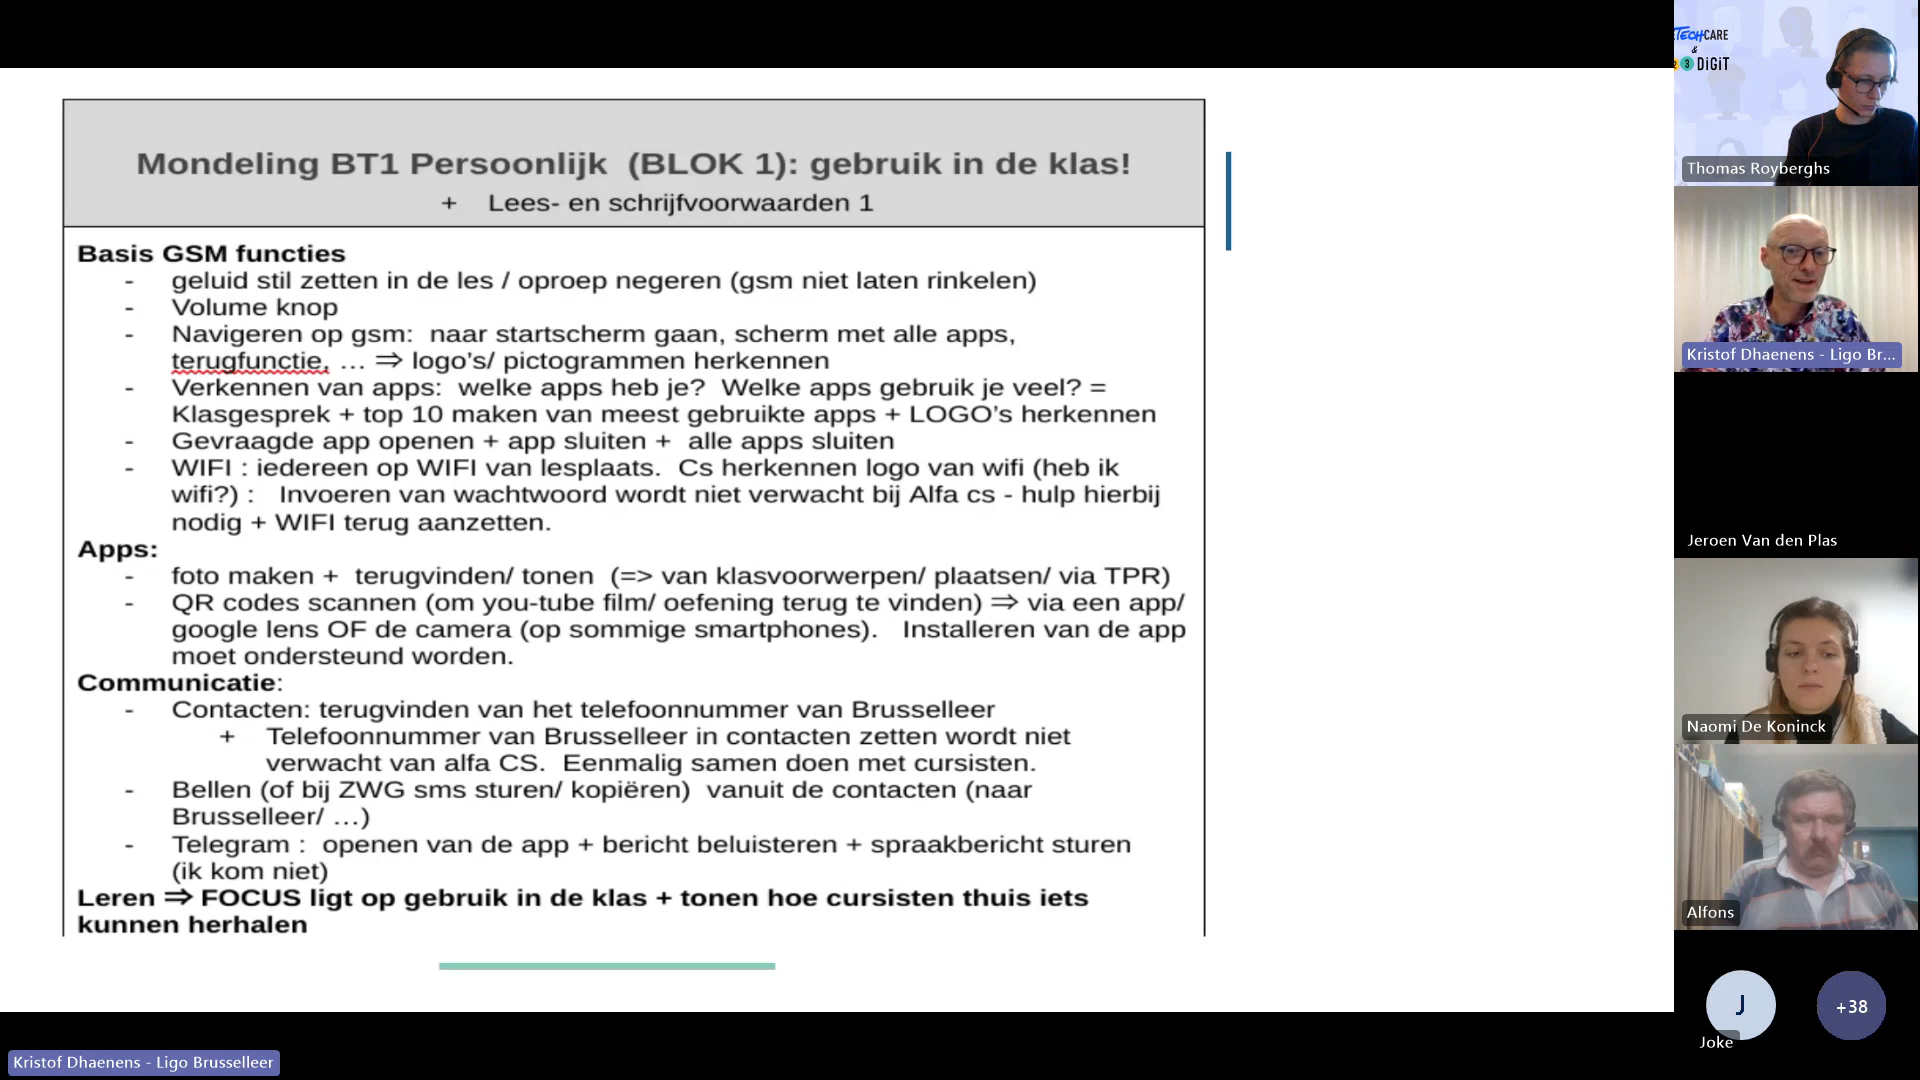 Mondeling BT1 Persoonlijk (BLOK 1): gebruik in de klas!
+ Lees- en schrijfvoorwaarden 1
Basis GSM functies
- geluid stil zetten in de les / oproep negeren (gsm niet laten rinkelen)
- Volume knop
- Navigeren op gsm: naar startscherm gaan, scherm met alle apps,
terugfunctie, … ⇒ logo's/ pictogrammen herkennen
- Verkennen van apps: welke apps heb je? Welke apps gebruik je veel? =
Klasgesprek + top 10 maken van meest gebruikte apps + LOGO's herkennen
- Gevraagde app openen + app sluiten + alle apps sluiten
- WIFI : iedereen op WIFI van lesplaats. Cs herkennen logo van wifi (heb ik
wifi?) : Invoeren van wachtwoord wordt niet verwacht bij Alfa cs - hulp hierbij
nodig + WIFI terug aanzetten.
Apps:
- foto maken + terugvinden/ tonen (=> van klasvoorwerpen/ plaatsen/ via TPR)
- QR codes scannen (om you-tube film/ oefening terug te vinden) ⇒ via een app/
google lens OF de camera (op sommige smartphones). Installeren van de app
moet ondersteund worden.
Communicatie:
- Contacten: terugvinden van het telefoonnummer van Brusselleer
+ Telefoonnummer van Brusselleer in contacten zetten wordt niet
verwacht van alfa CS. Eenmalig samen doen met cursisten.
- Bellen (of bij ZWG sms sturen/ kopiëren) vanuit de contacten (naar
Brusselleer/ …)
- Telegram : openen van de app + bericht beluisteren + spraakbericht sturen
(ik kom niet)
Leren ⇒ FOCUS ligt op gebruik in de klas + tonen hoe cursisten thuis iets
kunnen herhalen
Kristof Dhaenens - Ligo Brusselleer
TECHCARE
&
3 DiGiT
Thomas Royberghs
Kristof Dhaenens - Ligo Br...
Jeroen Van den Plas
Naomi De Koninck
Alfons
J
+38
Joke